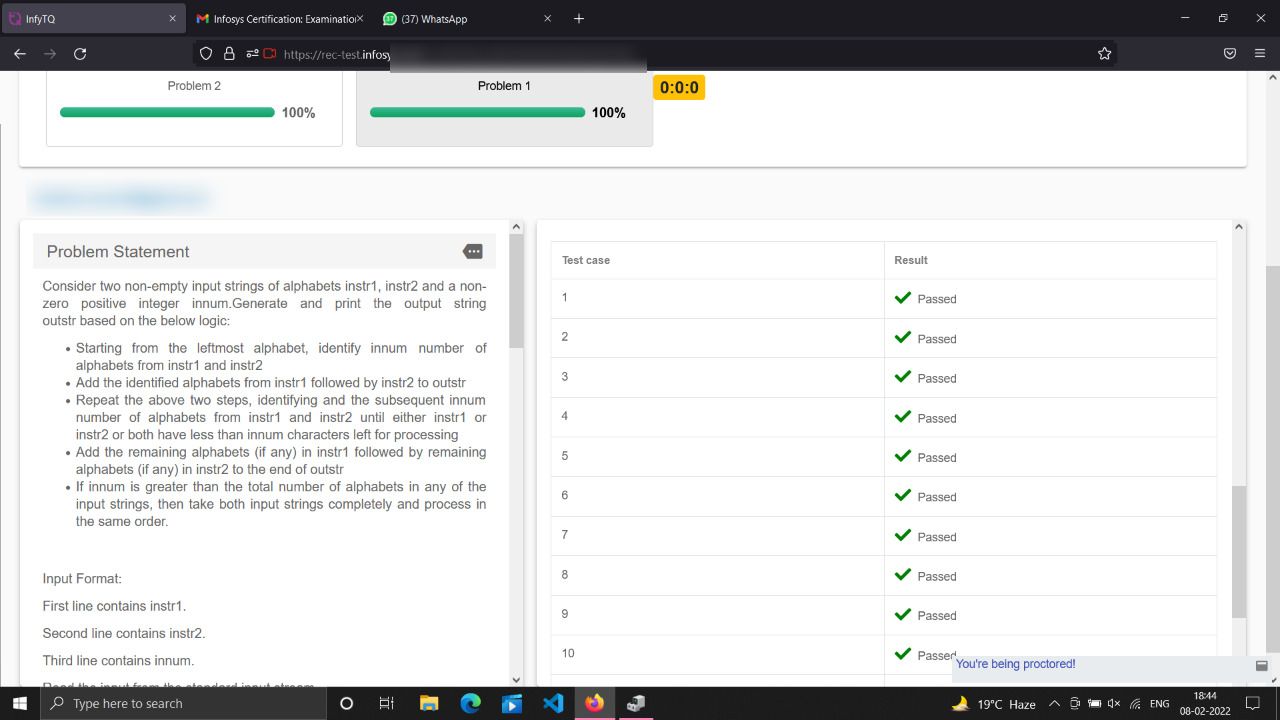 InfyTQ
Infosys Certification: Examination
(37) WhatsApp
https://rec-test.infosy
Problem 2
100%
Problem 1
100%
0:0:0
Problem Statement
Consider two non-empty input strings of alphabets instr1, instr2 and a non-
zero positive integer innum.Generate and print the output string
outstr based on the below logic:
Starting from the leftmost alphabet, identify innum number of
alphabets from instr1 and instr2
Add the identified alphabets from instr1 followed by instr2 to outstr
Repeat the above two steps, identifying and the subsequent innum
number of alphabets from instr1 and instr2 until either instr1 or
instr2 or both have less than innum characters left for processing
Add the remaining alphabets (if any) in instr1 followed by remaining
alphabets (if any) in instr2 to the end of outstr
If innum is greater than the total number of alphabets in any of the
input strings, then take both input strings completely and process in
the same order.
Input Format:
First line contains instr1.
Second line contains instr2.
Third line contains innum.
Read the input from the standard input stream.
Test case Result
1 Passed
2 Passed
3 Passed
4 Passed
5 Passed
6 Passed
7 Passed
8 Passed
9 Passed
10 Passed
You're being proctored!
Type here to search
19°C Haze
ENG
18:44
08-02-2022